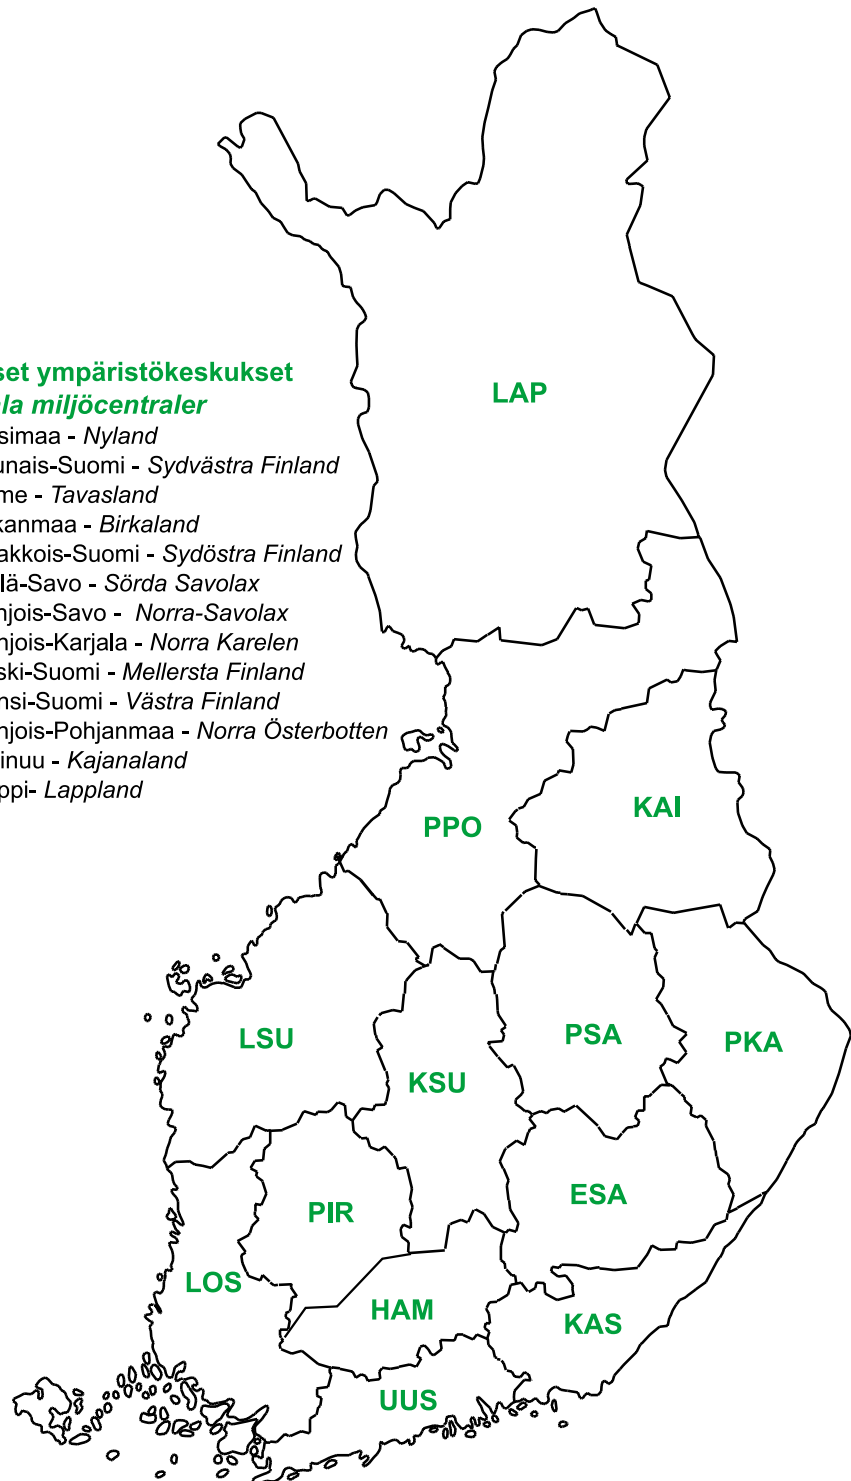 set ympäristökeskukset
la miljöcentraler
simaa - Nyland
unais-Suomi - Sydvästra Finland
me - Tavasland
kanmaa - Birkaland
akkois-Suomi - Sydöstra Finland
lä-Savo - Sörda Savolax
njois-Savo - Norra-Savolax
njois-Karjala - Norra Karelen
ski-Suomi - Mellersta Finland
nsi-Suomi - Västra Finland
njois-Pohjanmaa - Norra Österbotten
inuu - Kajanaland
ppi- Lappland
LAP
KAI
PPO
LSU
PSA
PKA
KSU
ESA
PIR
LOS
HAM
KAS
UUS